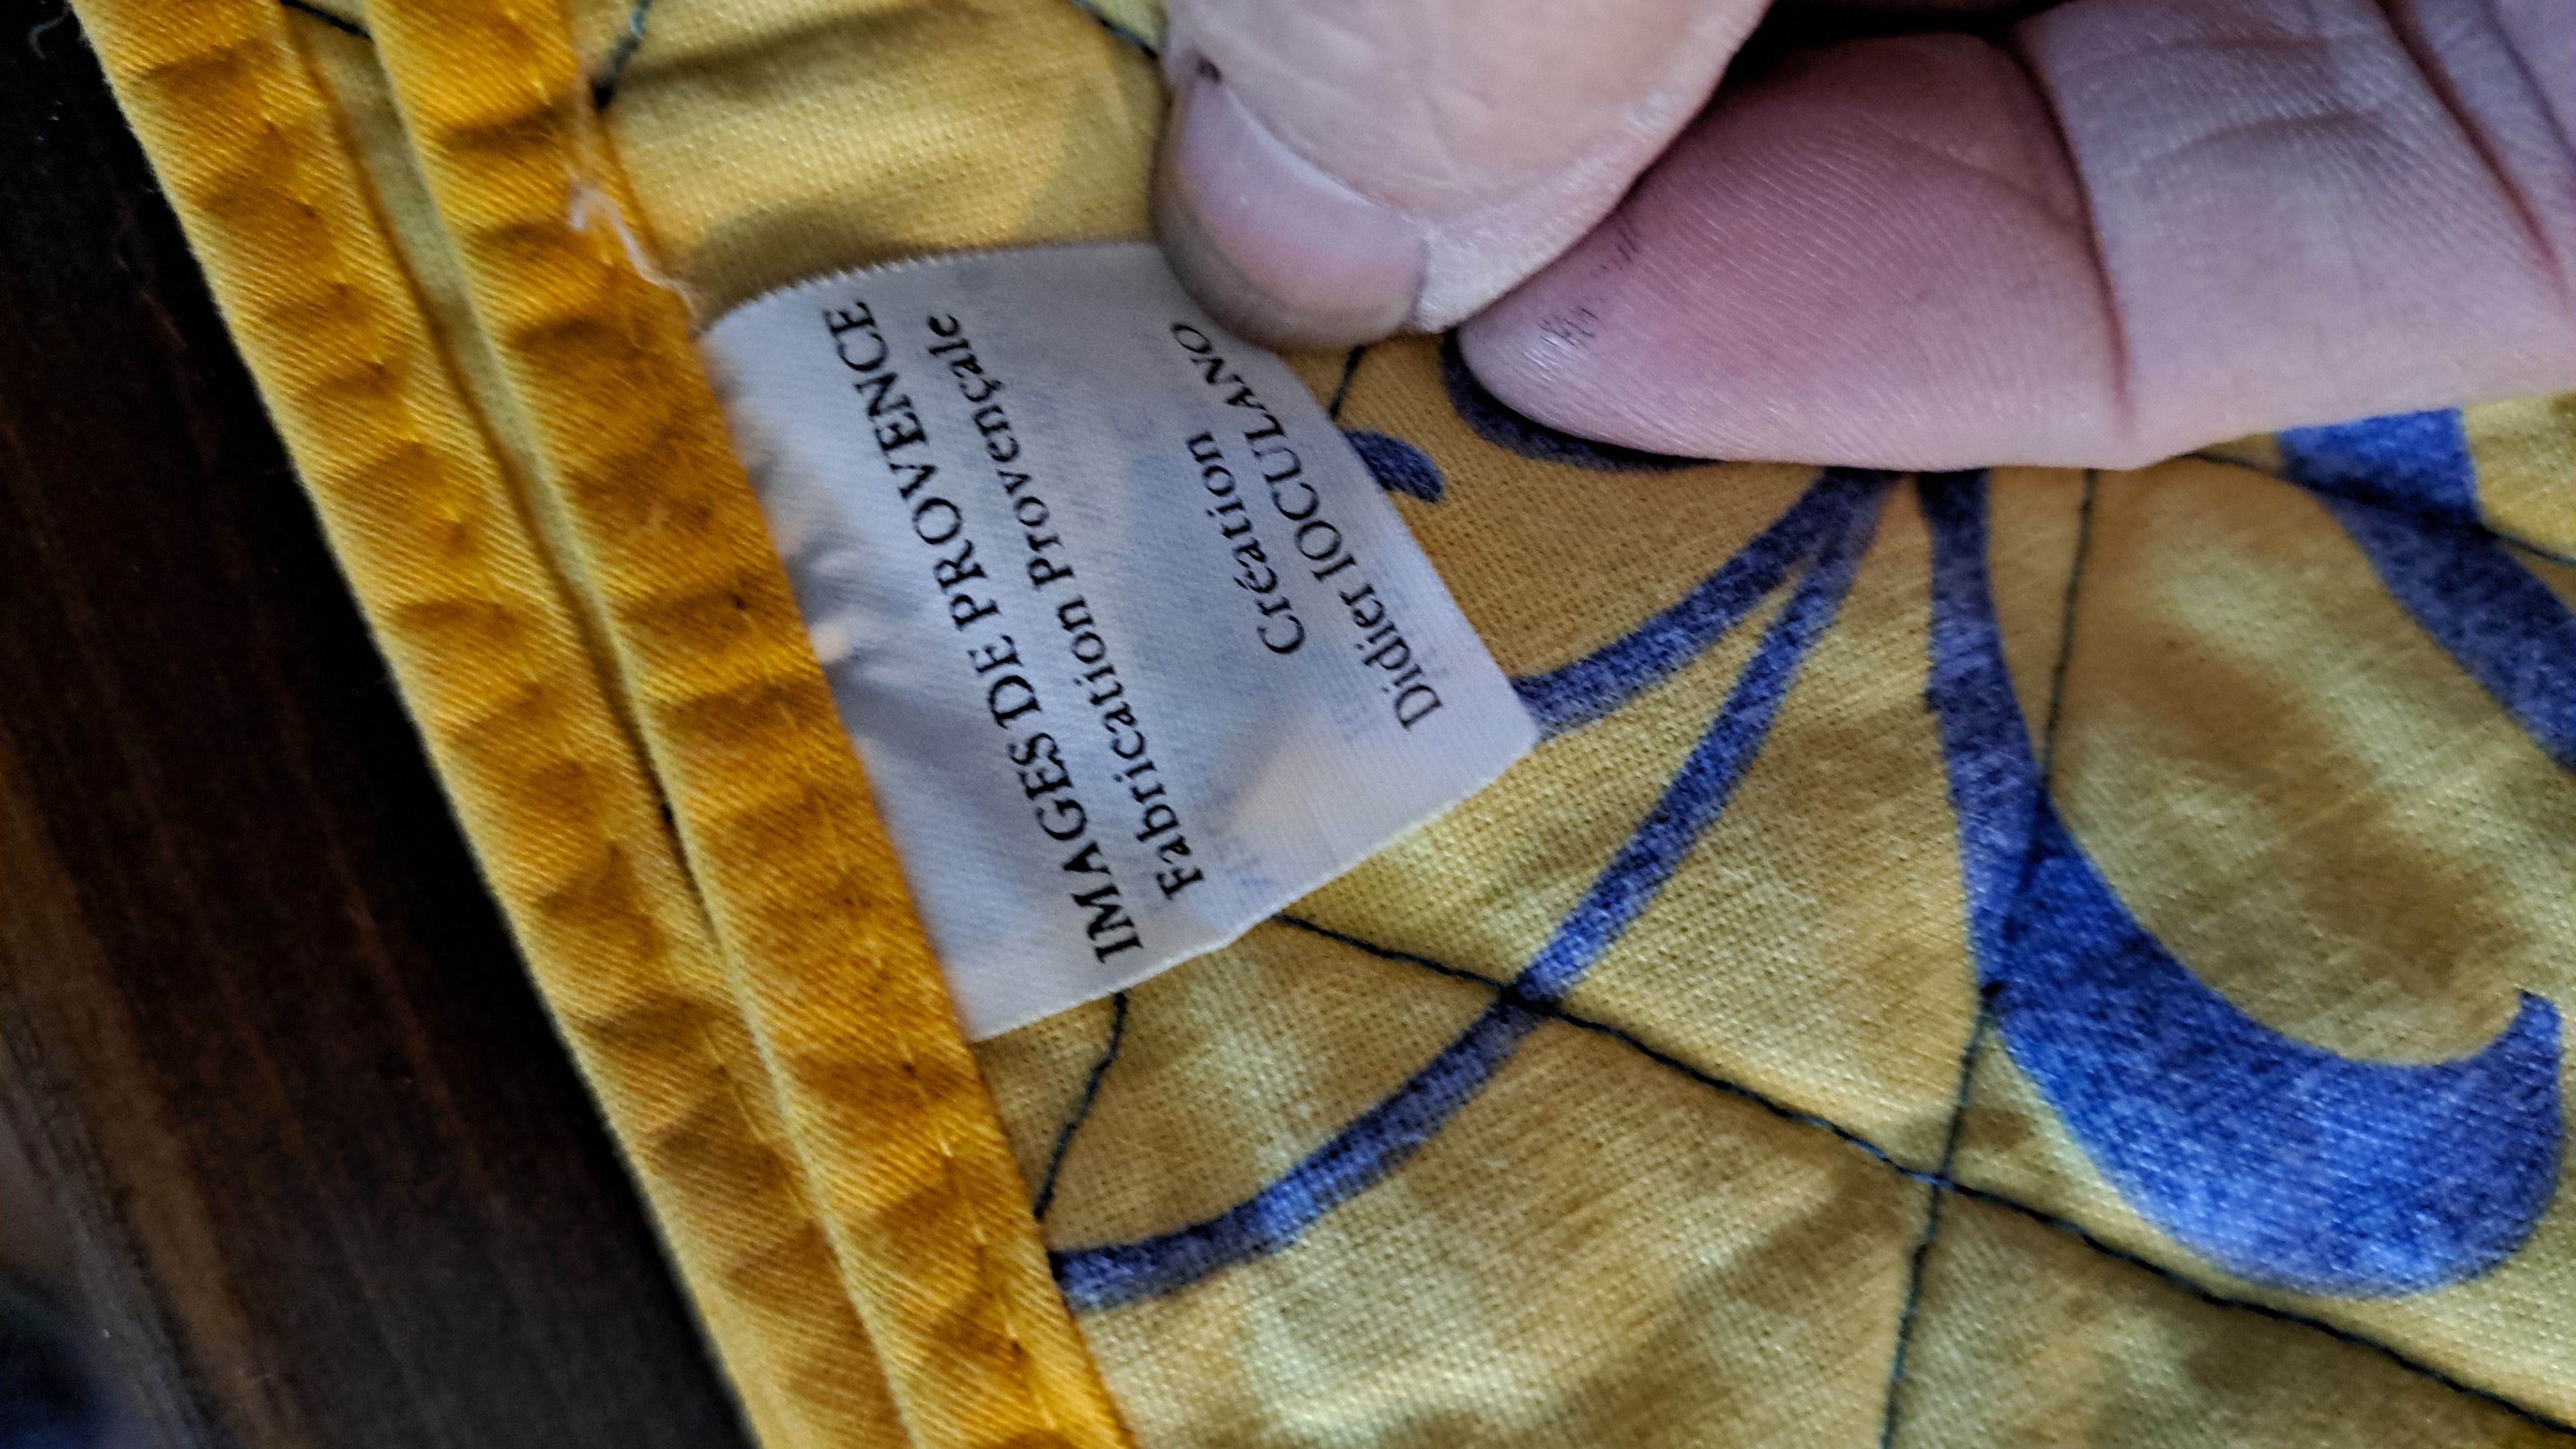 IMAGES DE PROVENCE
Fabrication Provençale
Création
Didier IOCULANO